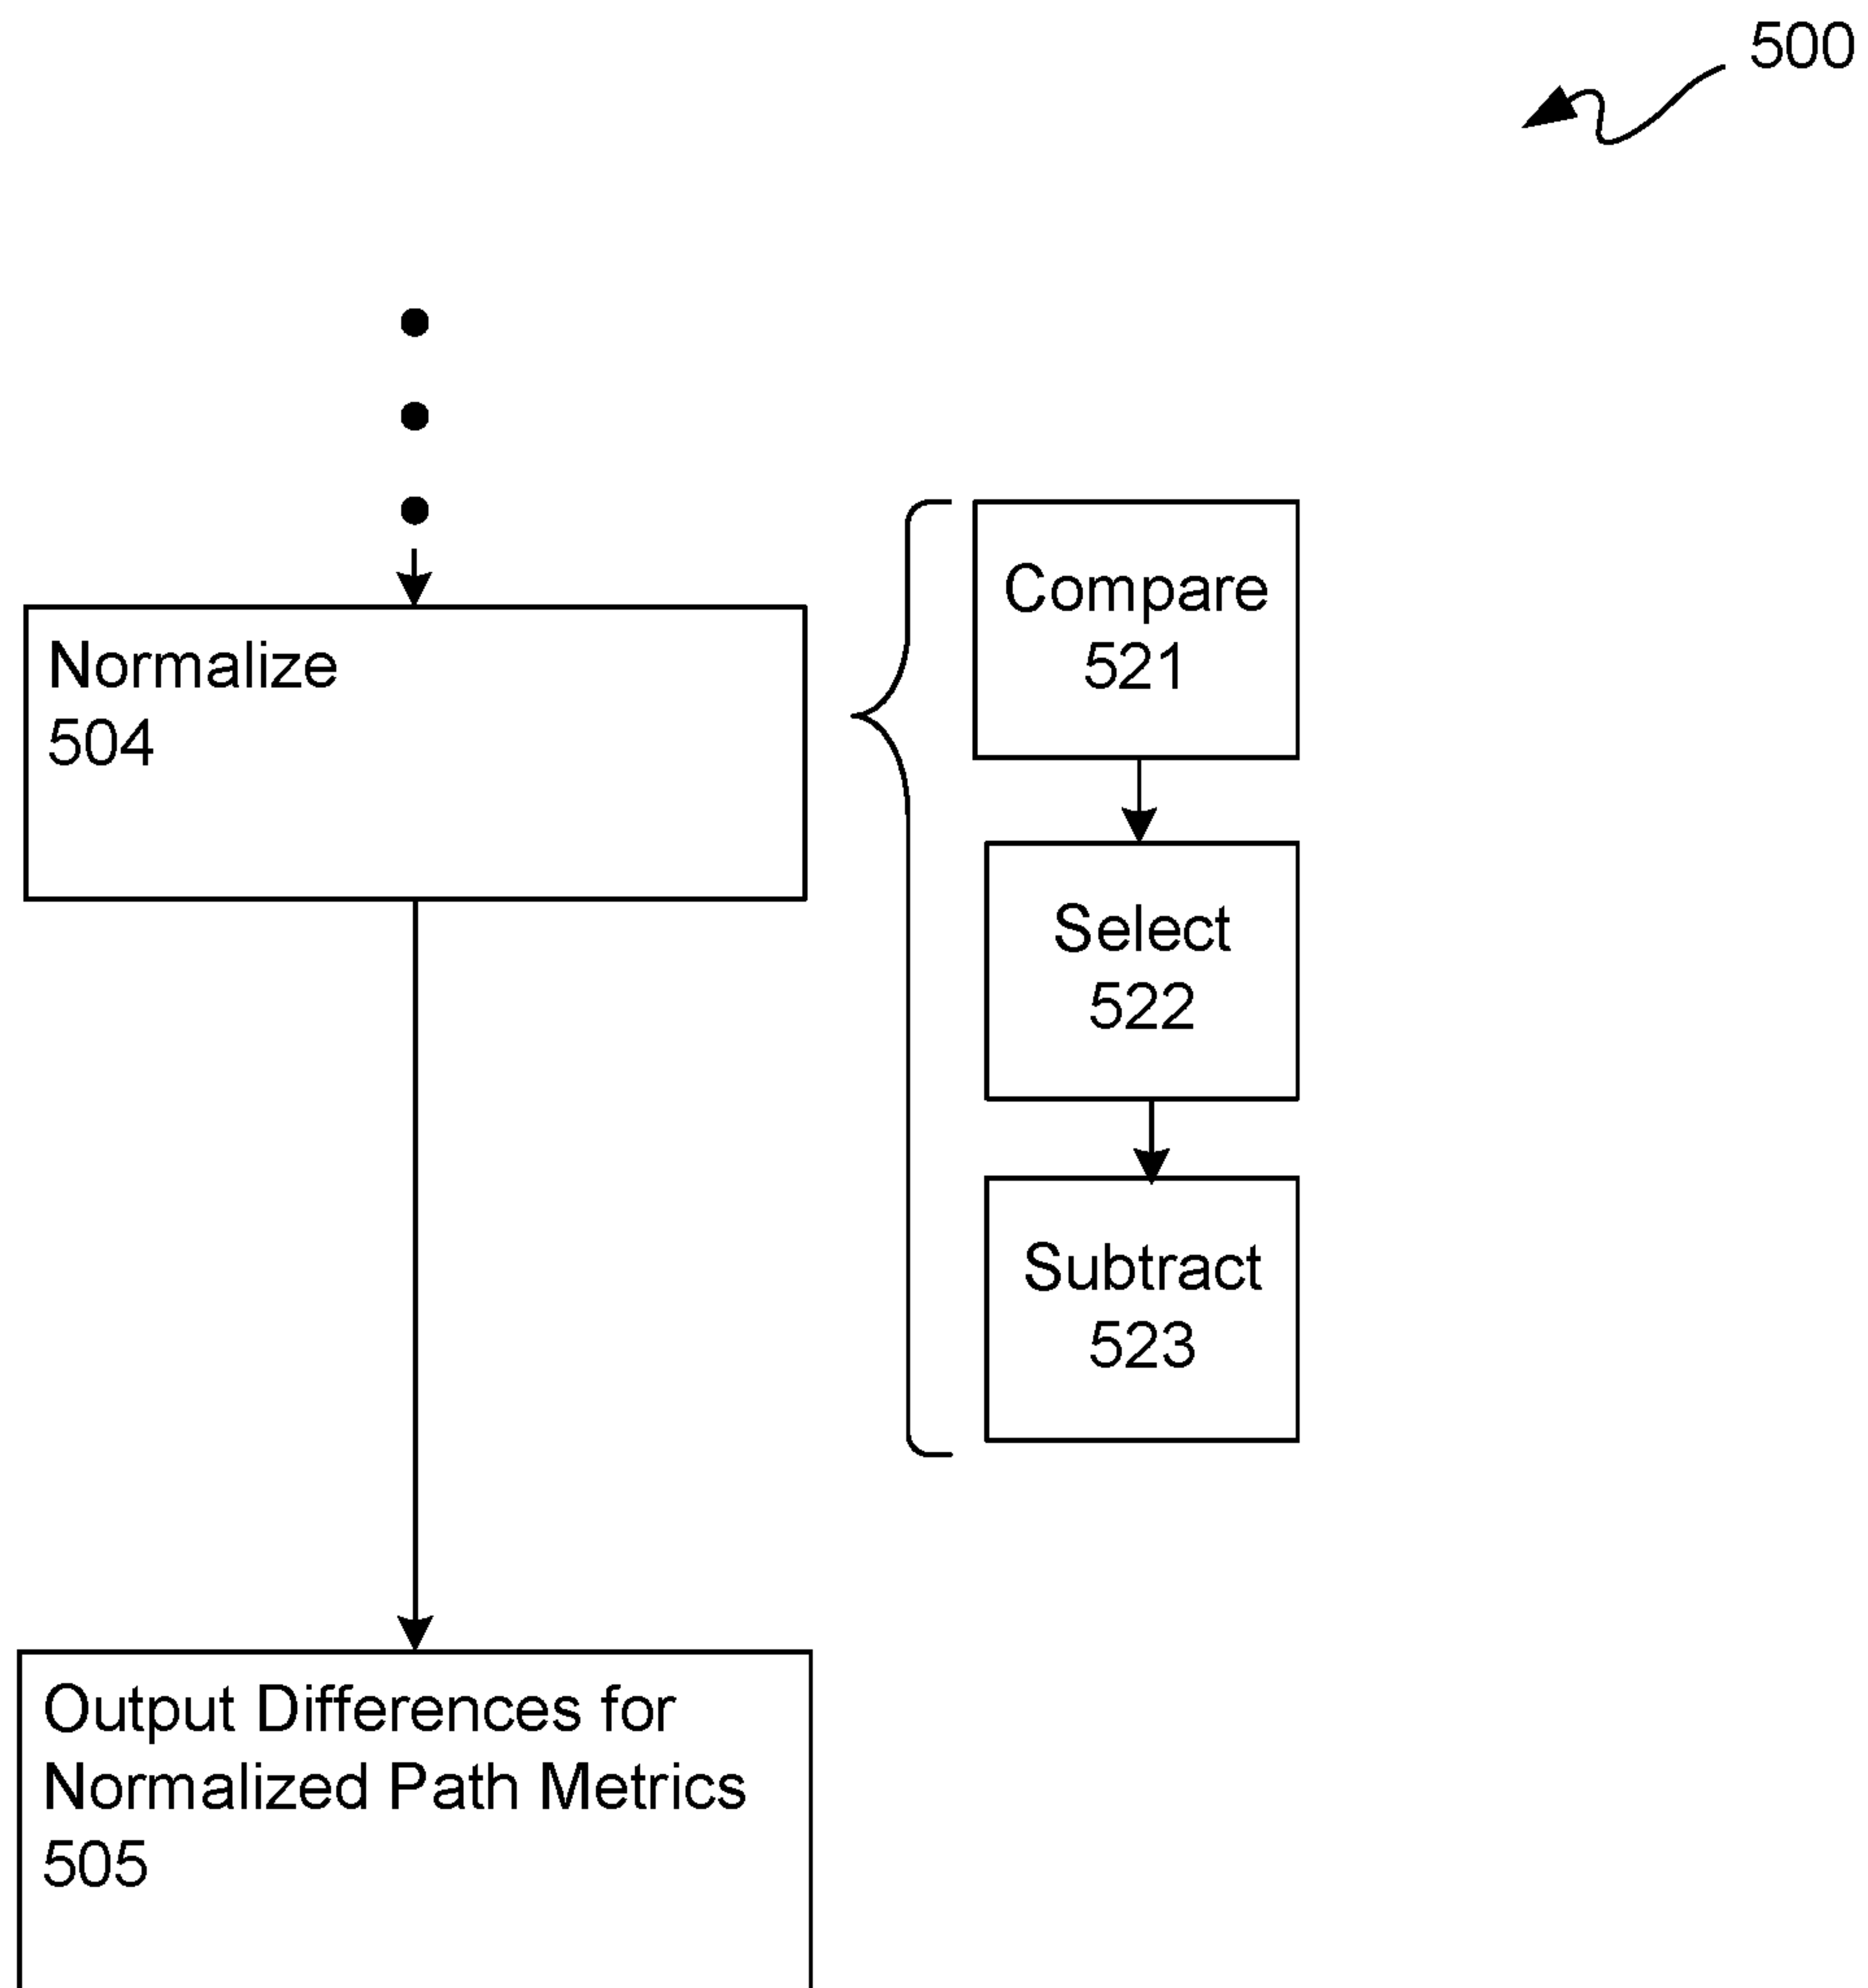 500
Normalize
504
Compare
521
Select
522
Subtract
523
Output Differences for
Normalized Path Metrics
505